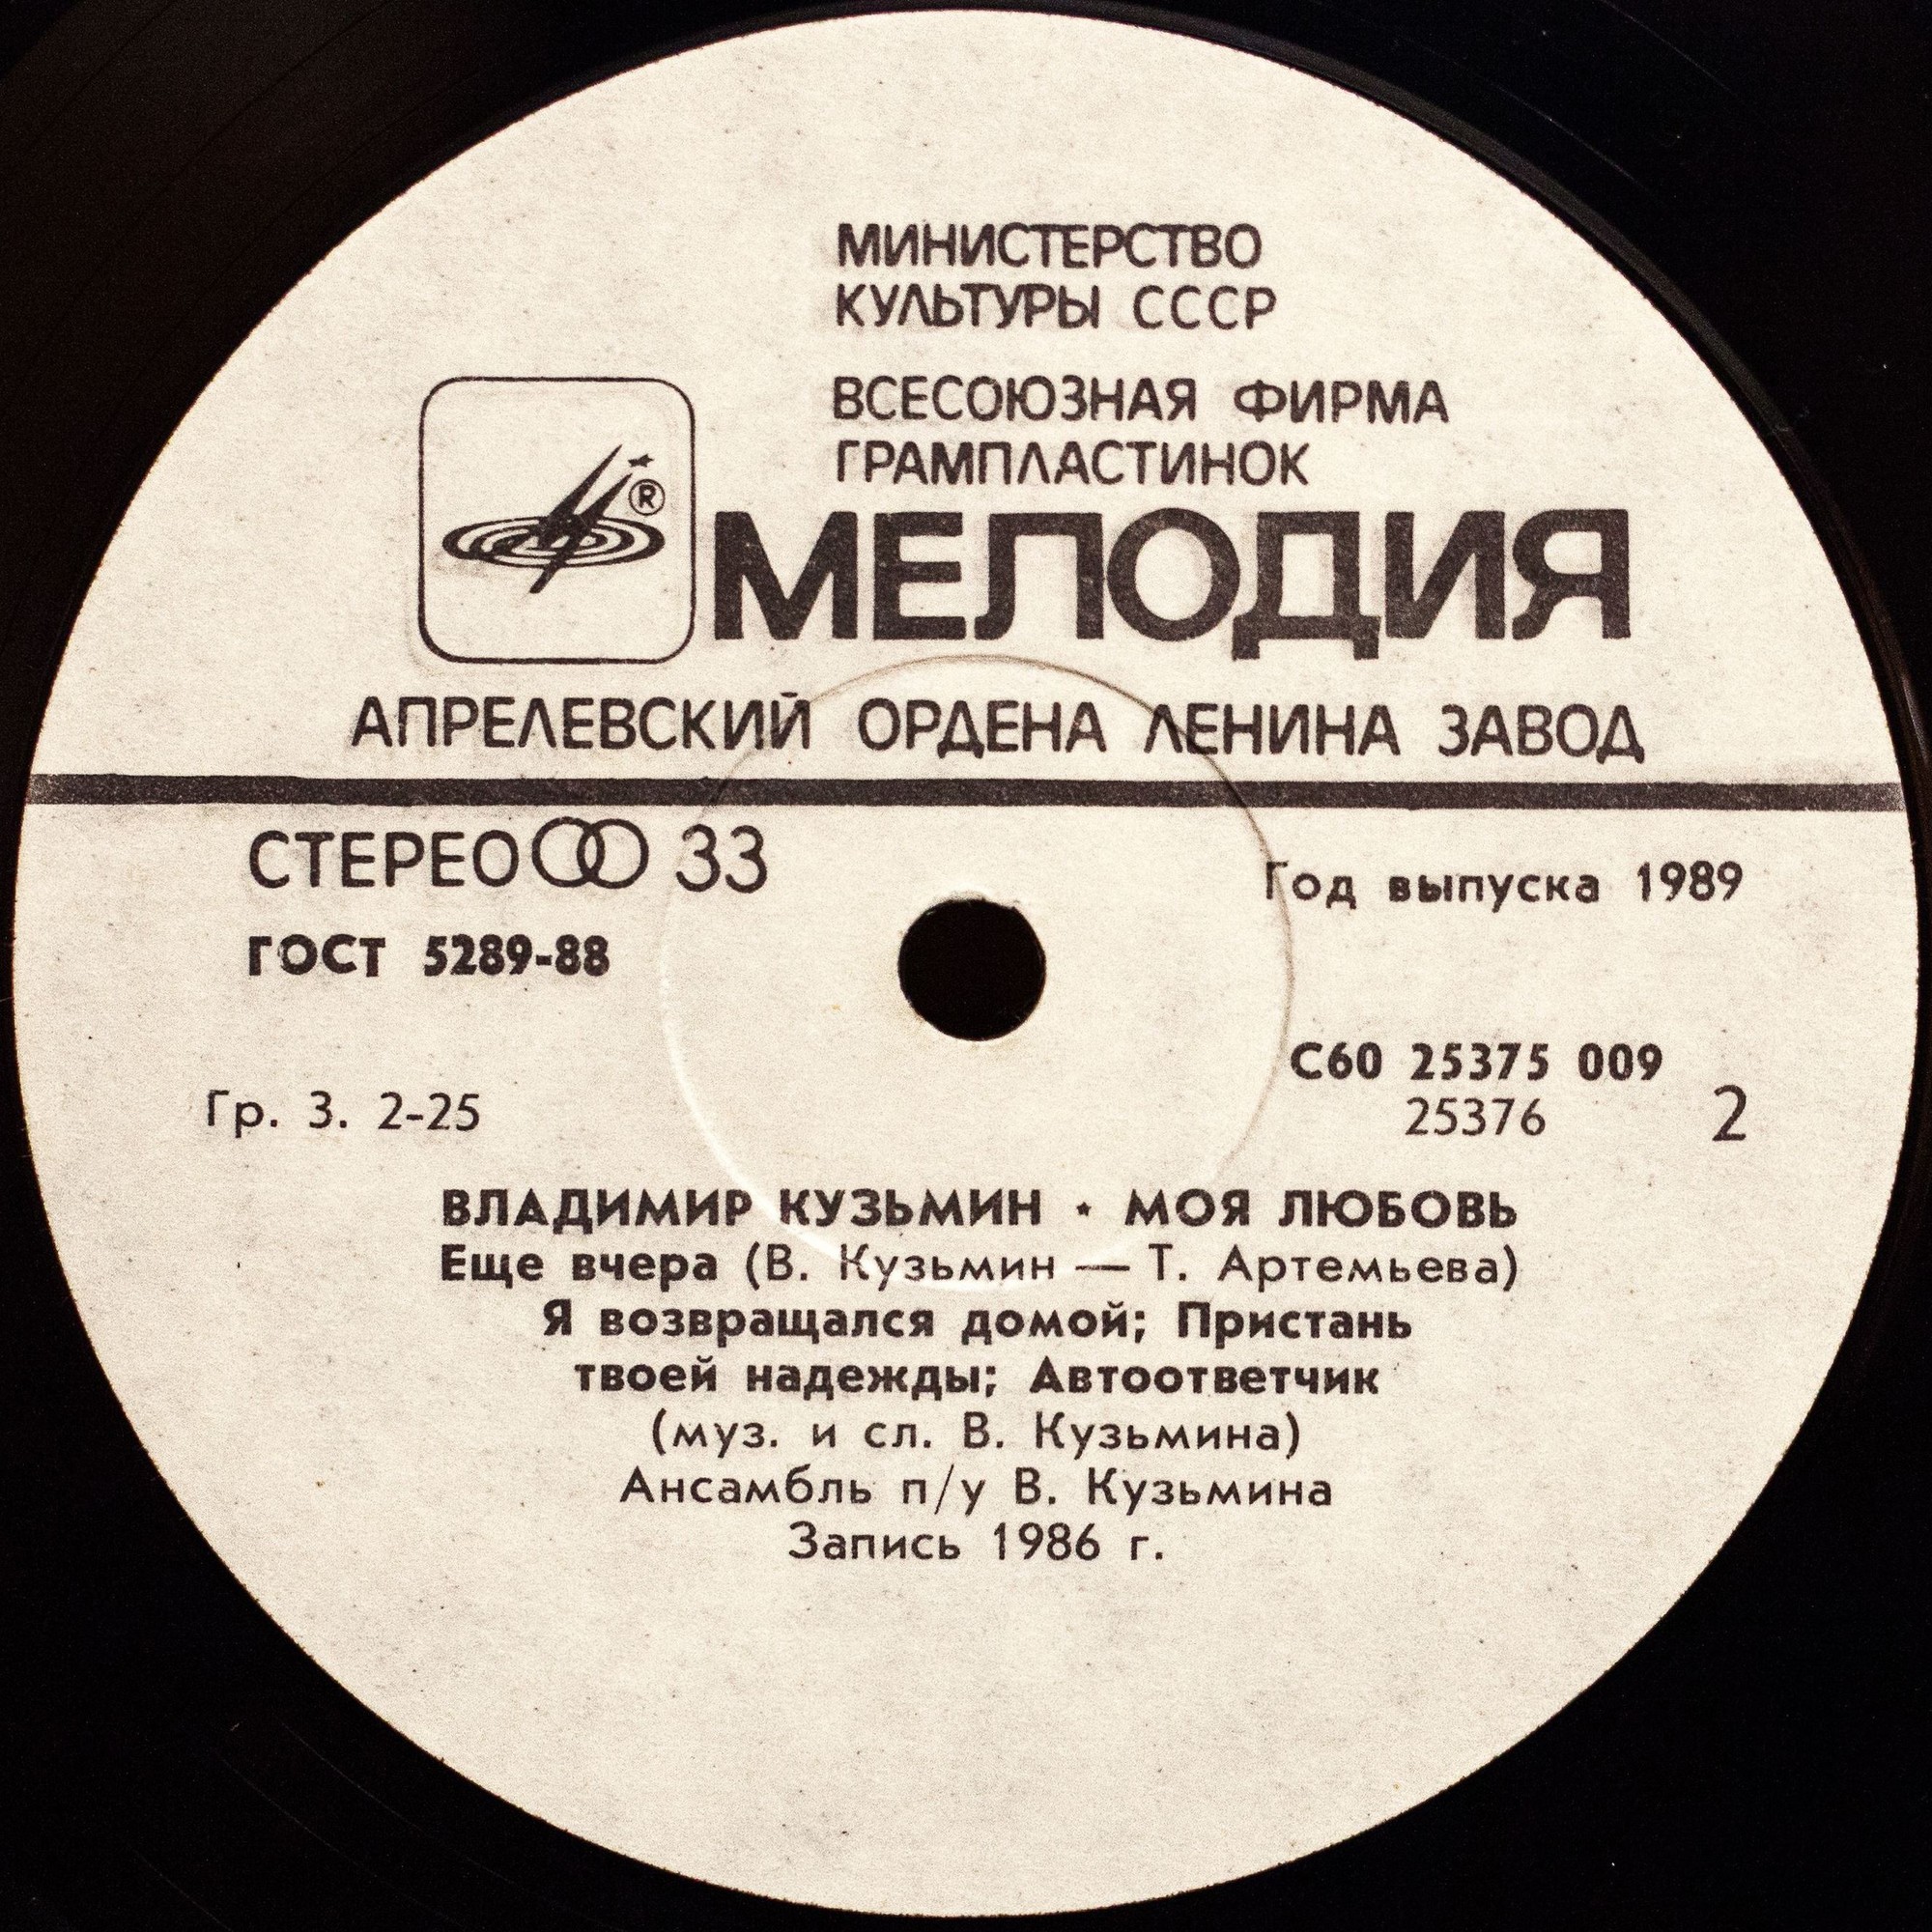 МИНИСТЕРСТВО
КУЛЬТУРЫ СССР
ВСЕСОЮЗНАЯ ФИРМА
ГРАМПЛАСТИНОК
®
МЕЛОДИЯ
АПРЕЛЕВСКИЙ ОРДЕНА ЛЕНИНА ЗАВОД
СТЕРЕО 33
Год выпуска 1989
ГОСТ 5289-88
С60 25375 009
Гр. 3. 2-25
25376 2
ВЛАДИМИР КУЗЬМИН · МОЯ ЛЮБОВЬ
Еще вчера (В. Кузьмин — Т. Артемьева)
Я возвращался домой; Пристань
твоей надежды; Автоответчик
(муз. и сл. В. Кузьмина)
Ансамбль п/у В. Кузьмина
Запись 1986 г.